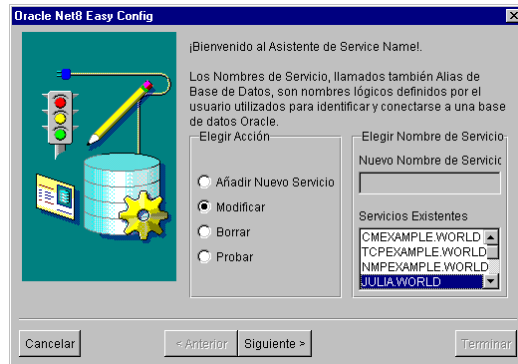 Oracle Net8 Easy Config
¡Bienvenido al Asistente de Service Name!.
Los Nombres de Servicio, llamados también Alias de
Base de Datos, son nombres lógicos definidos por el
usuario utilizados para identificar y conectarse a una base
de datos Oracle.
Elegir Acción
Añadir Nuevo Servicio
Modificar
Borrar
Probar
Elegir Nombre de Servicio
Nuevo Nombre de Servicio
Servicios Existentes
CMEXAMPLE.WORLD
TCPEXAMPLE.WORLD
NMPEXAMPLE.WORLD
JULIA.WORLD
Cancelar
< Anterior
Siguiente >
Terminar